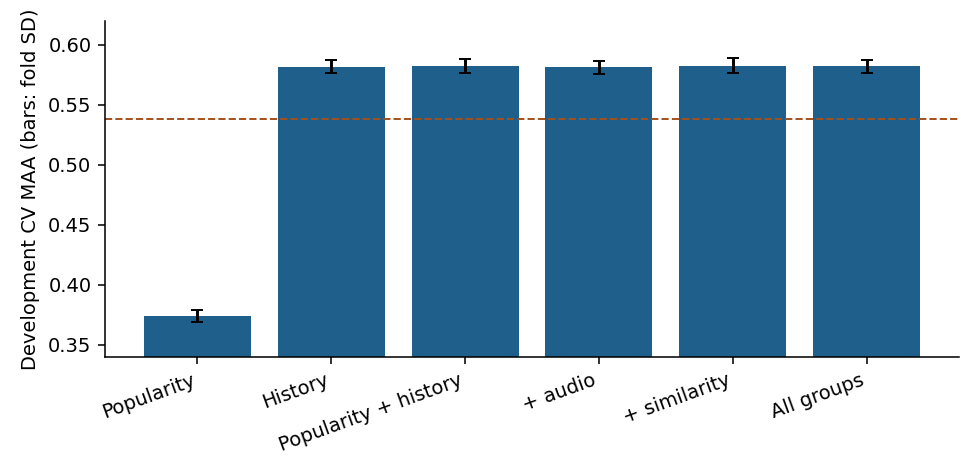 Development CV MAA (bars: fold SD)
0.60
0.55
0.50
0.45
0.40
0.35
Popularity
History
Popularity + history
+ audio
+ similarity
All groups